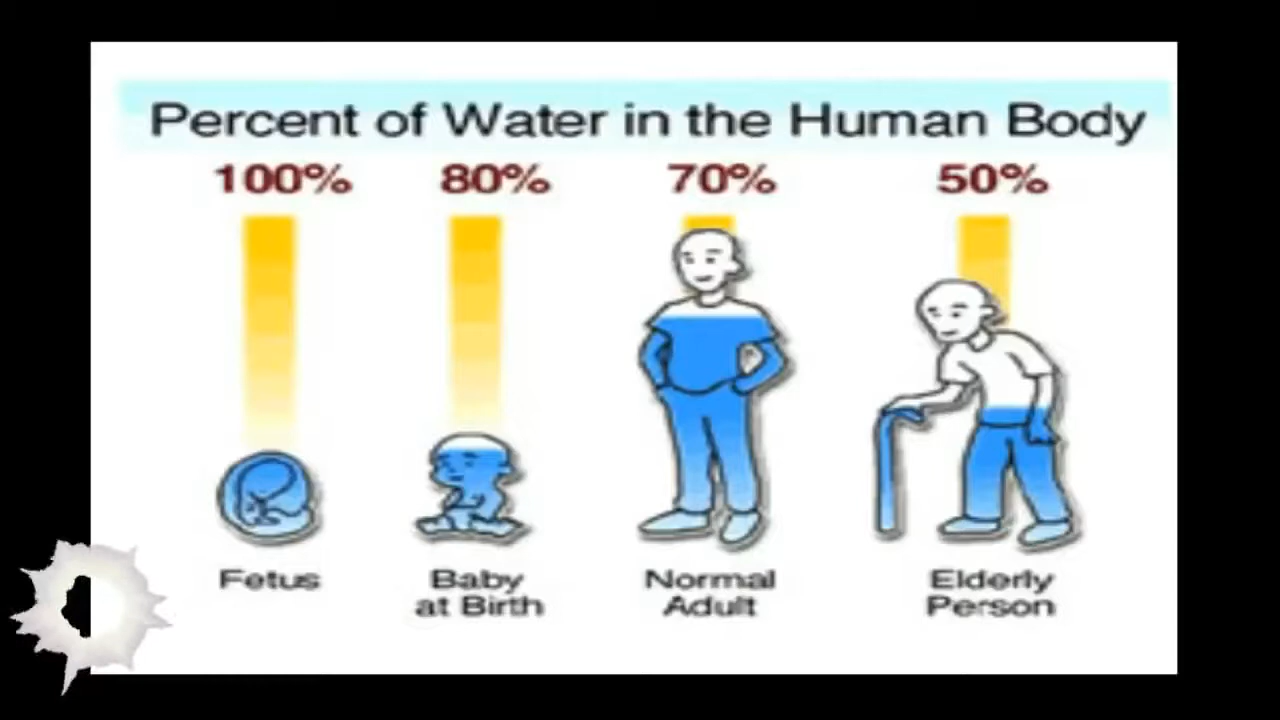 Percent of Water in the Human Body
100% 80% 70% 50%
Fetus Baby at Birth Normal Adult Elderly Person